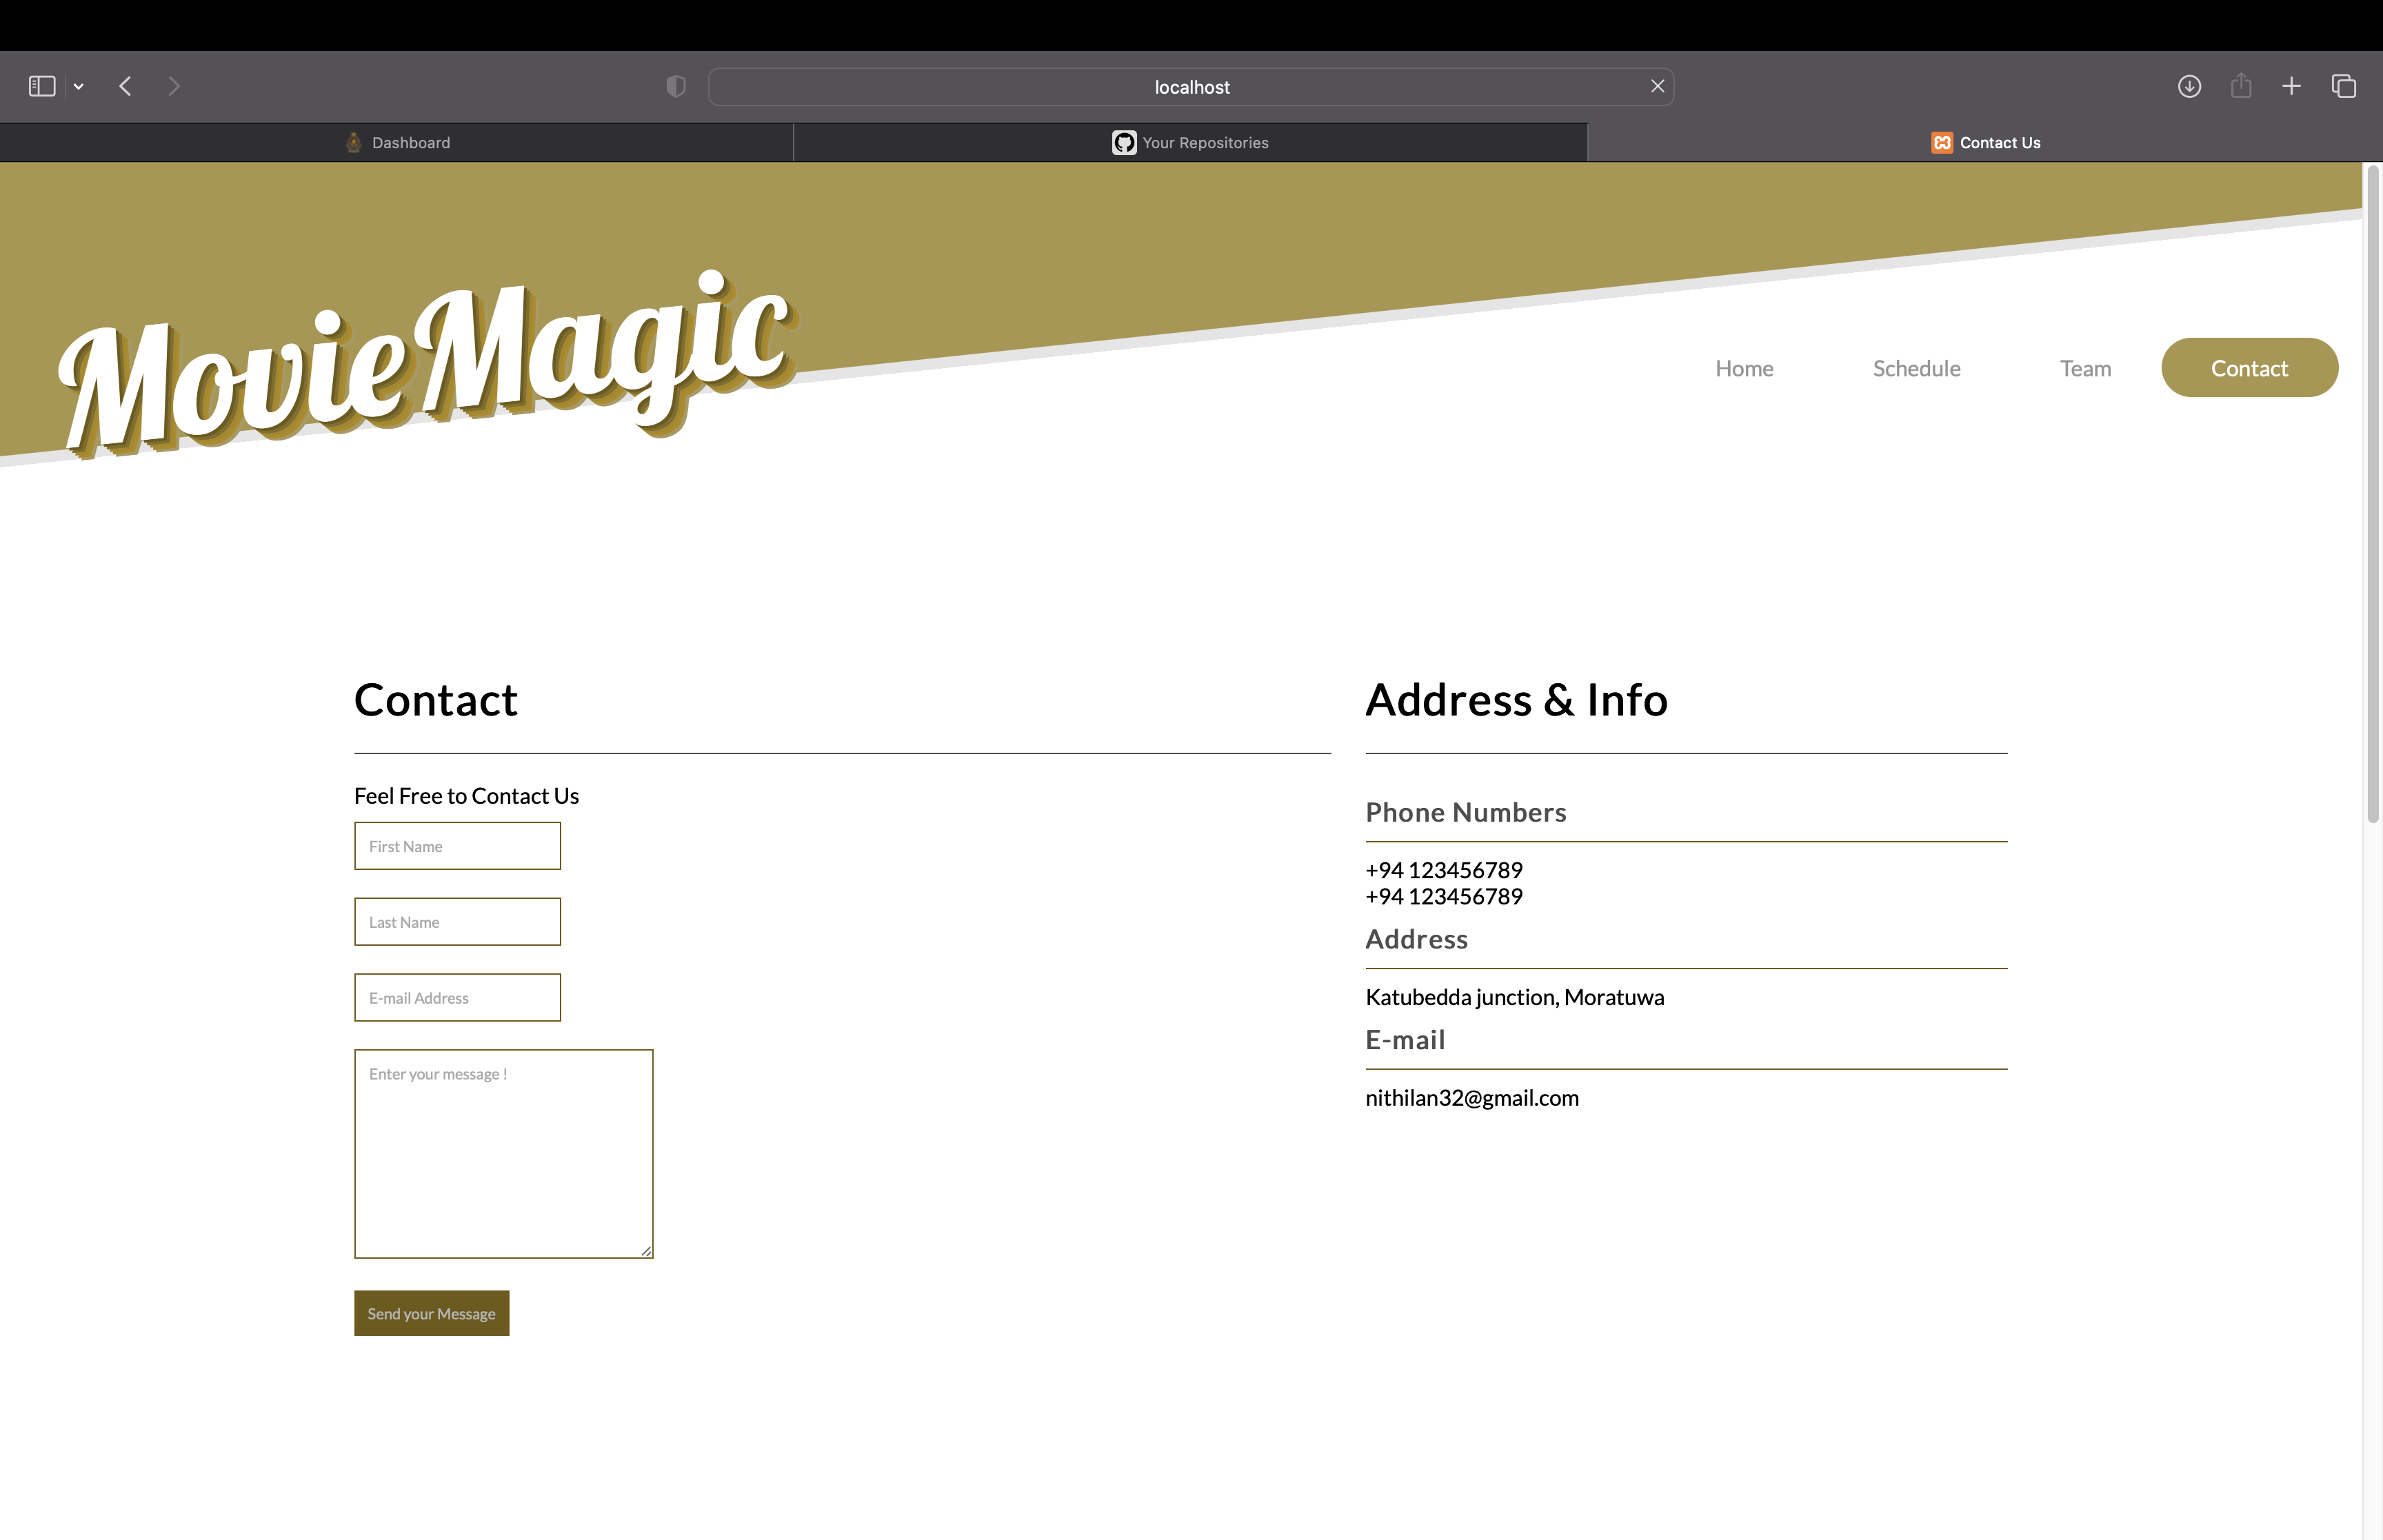 localhost
Dashboard
Your Repositories
Contact Us
MovieMagic
Home
Schedule
Team
Contact
Contact
Feel Free to Contact Us
First Name
Last Name
E-mail Address
Enter your message !
Send your Message
Address & Info
Phone Numbers
+94 123456789
+94 123456789
Address
Katubedda junction, Moratuwa
E-mail
nithilan32@gmail.com